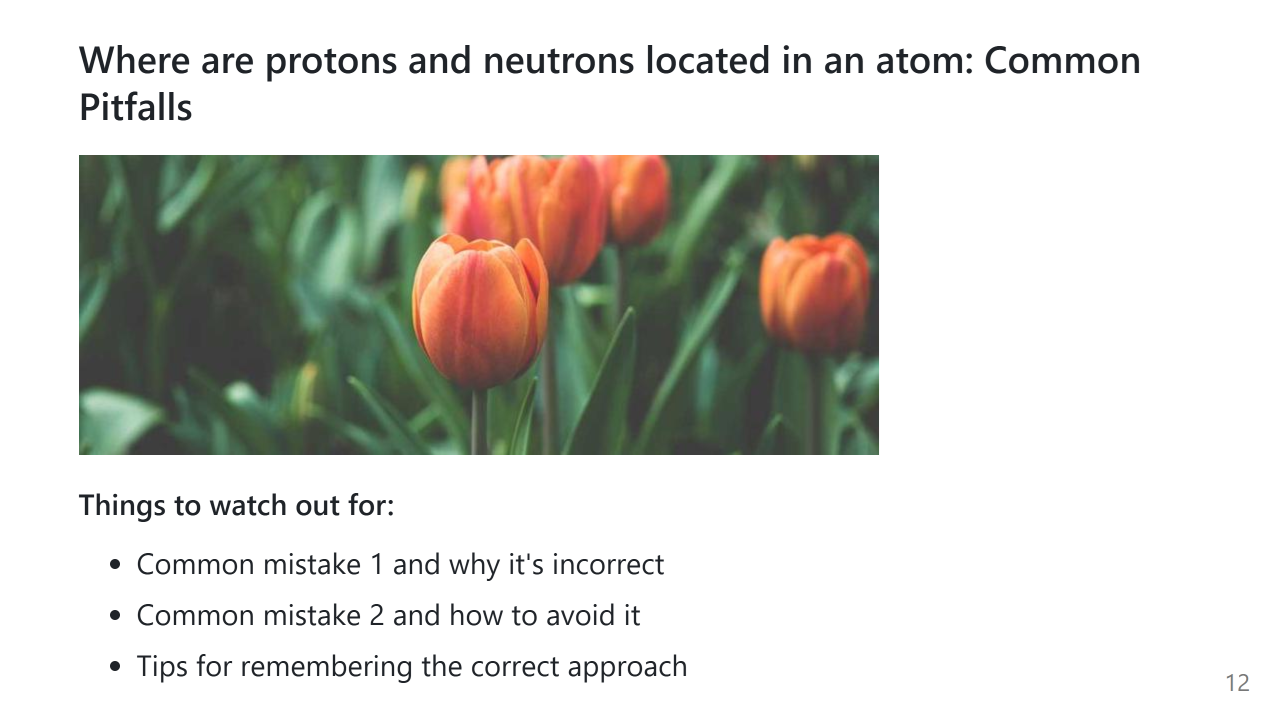 Where are protons and neutrons located in an atom: Common
Pitfalls
Things to watch out for:
Common mistake 1 and why it's incorrect
Common mistake 2 and how to avoid it
Tips for remembering the correct approach
12